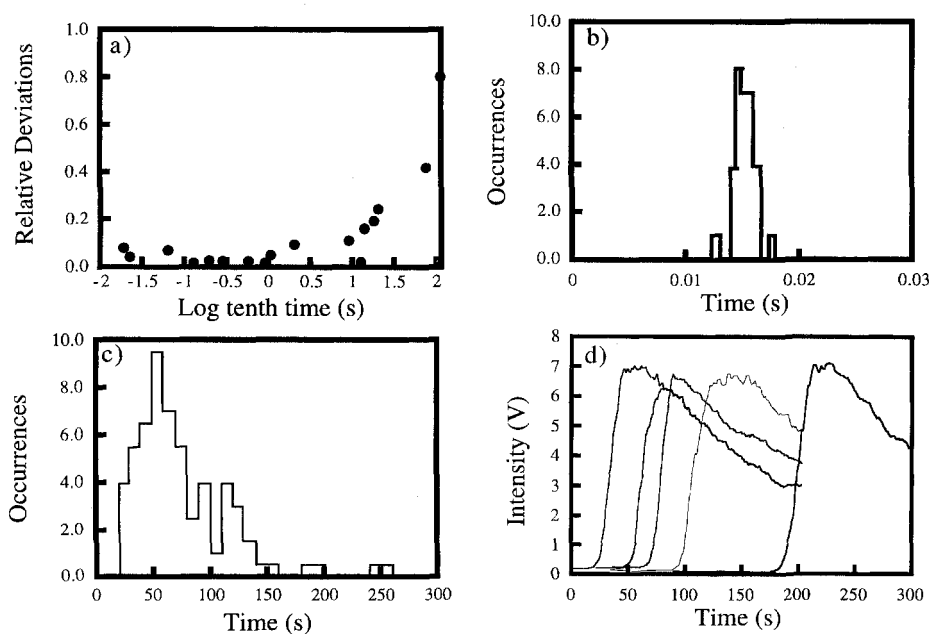 a)
Relative Deviations
1.0
0.8
0.6
0.4
0.2
0.0
-2 -1.5 -1 -0.5 0 0.5 1 1.5 2
Log tenth time (s)
b)
Occurrences
10.0
8.0
6.0
4.0
2.0
0.0
0 0.01 0.02 0.03
Time (s)
c)
Occurrences
10.0
8.0
6.0
4.0
2.0
0.0
0 50 100 150 200 250 300
Time (s)
d)
Intensity (V)
8
7
6
5
4
3
2
1
0
0 50 100 150 200 250 300
Time (s)